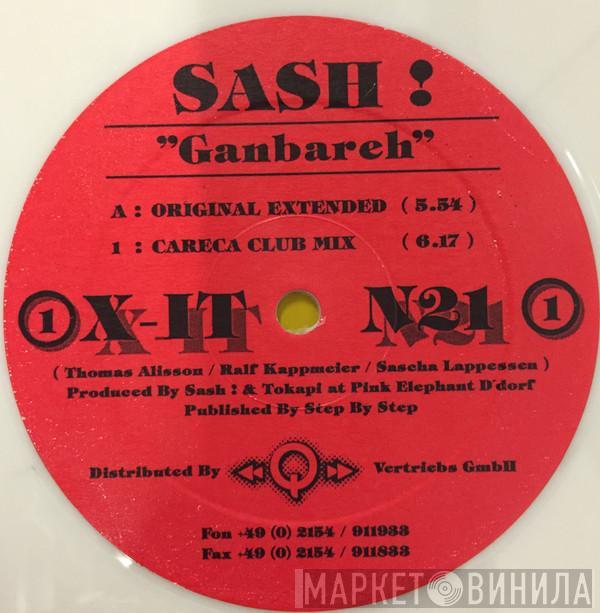 SASH !
"Ganbareh"
A : ORIGINAL EXTENDED ( 5.54 )
1 : CARECA CLUB MIX ( 6.17 )
1 X-IT N21 1
( Thomas Alisson / Ralf Kappmeier / Sascha Lappessen )
Produced By Sash ! & Tokapi at Pink Elephant D'dorf
Published By Step By Step
Distributed By Q Vertriebs GmbH
Fon +49 (0) 2154 / 911933
Fax +49 (0) 2154 / 911833
МАРКЕТ ВИНИЛА